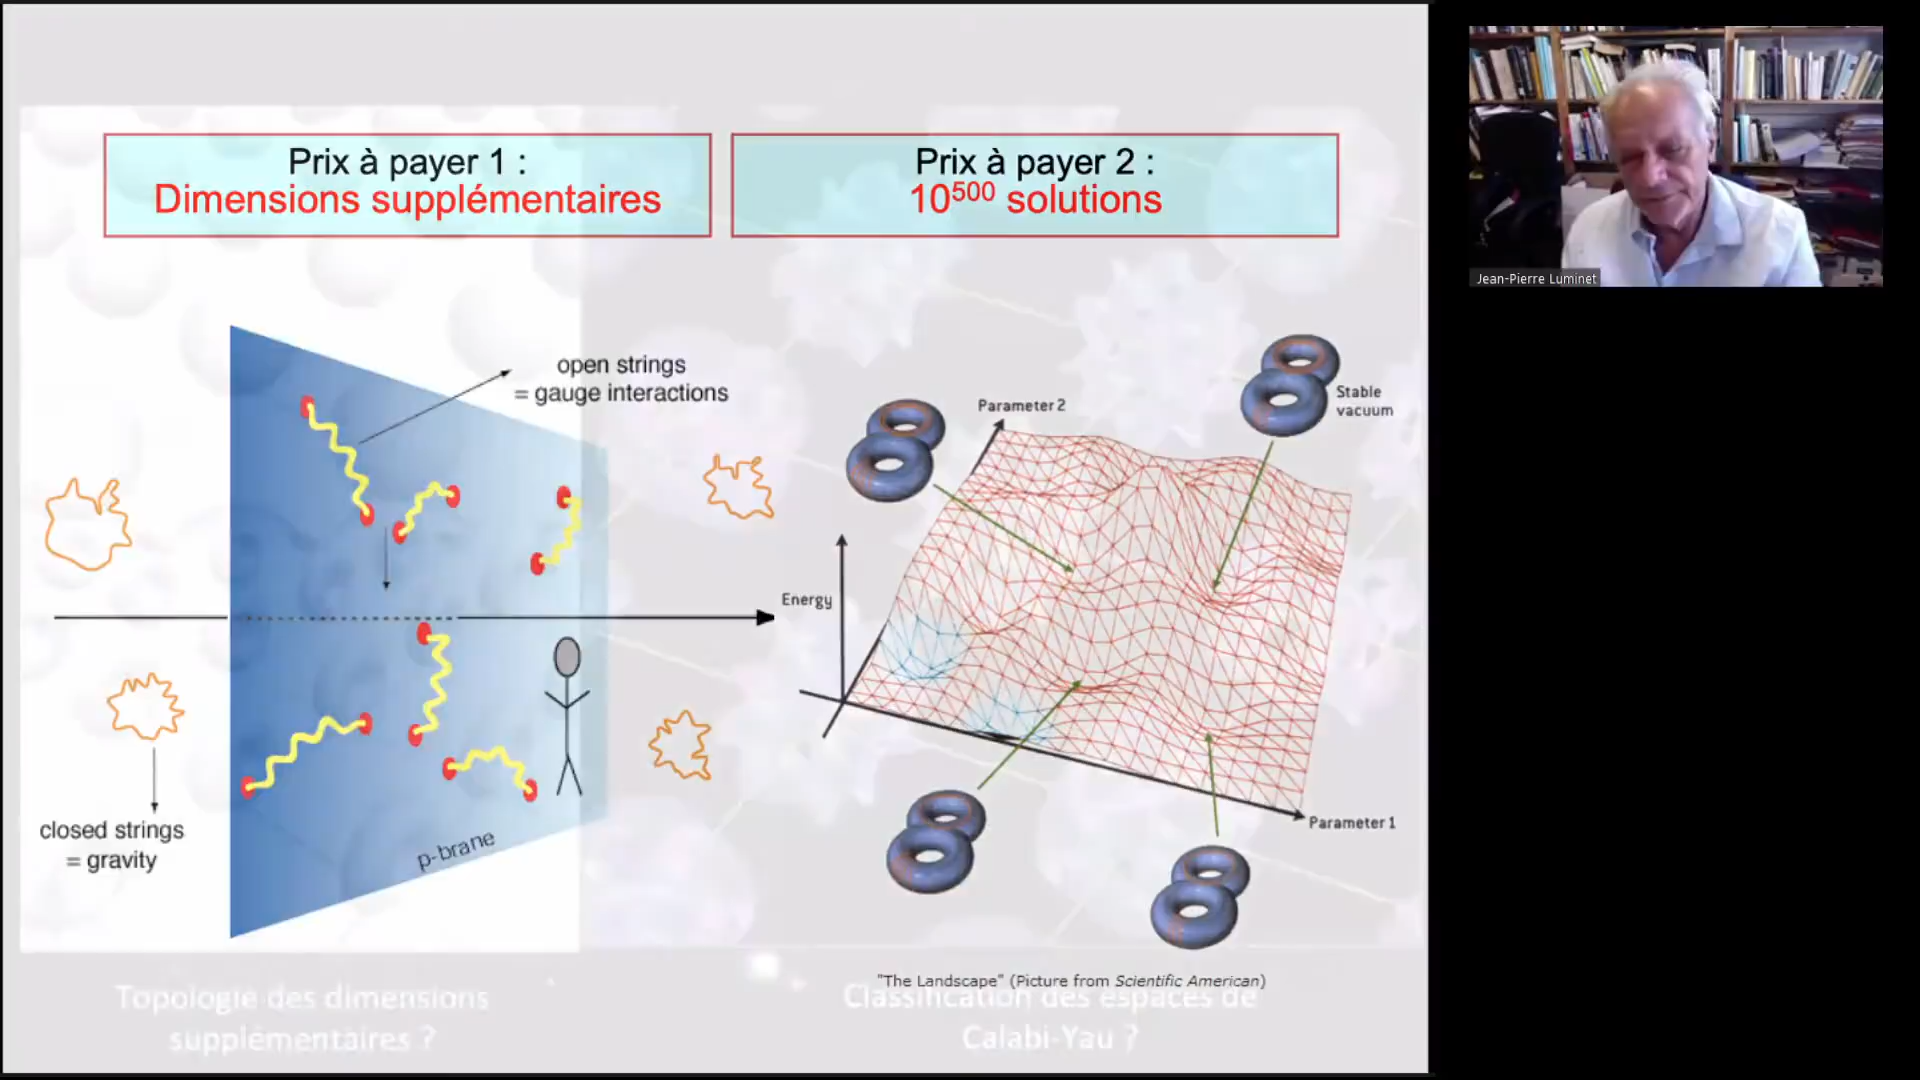 Prix à payer 1 :
Dimensions supplémentaires
Prix à payer 2 :
10⁵⁰⁰ solutions
open strings
= gauge interactions
closed strings
= gravity
p-brane
Parameter 2
Stable
vacuum
Energy
Parameter 1
"The Landscape" (Picture from Scientific American)
Topologie des dimensions
supplémentaires ?
Classification des espaces de
Calabi-Yau ?
Jean-Pierre Luminet